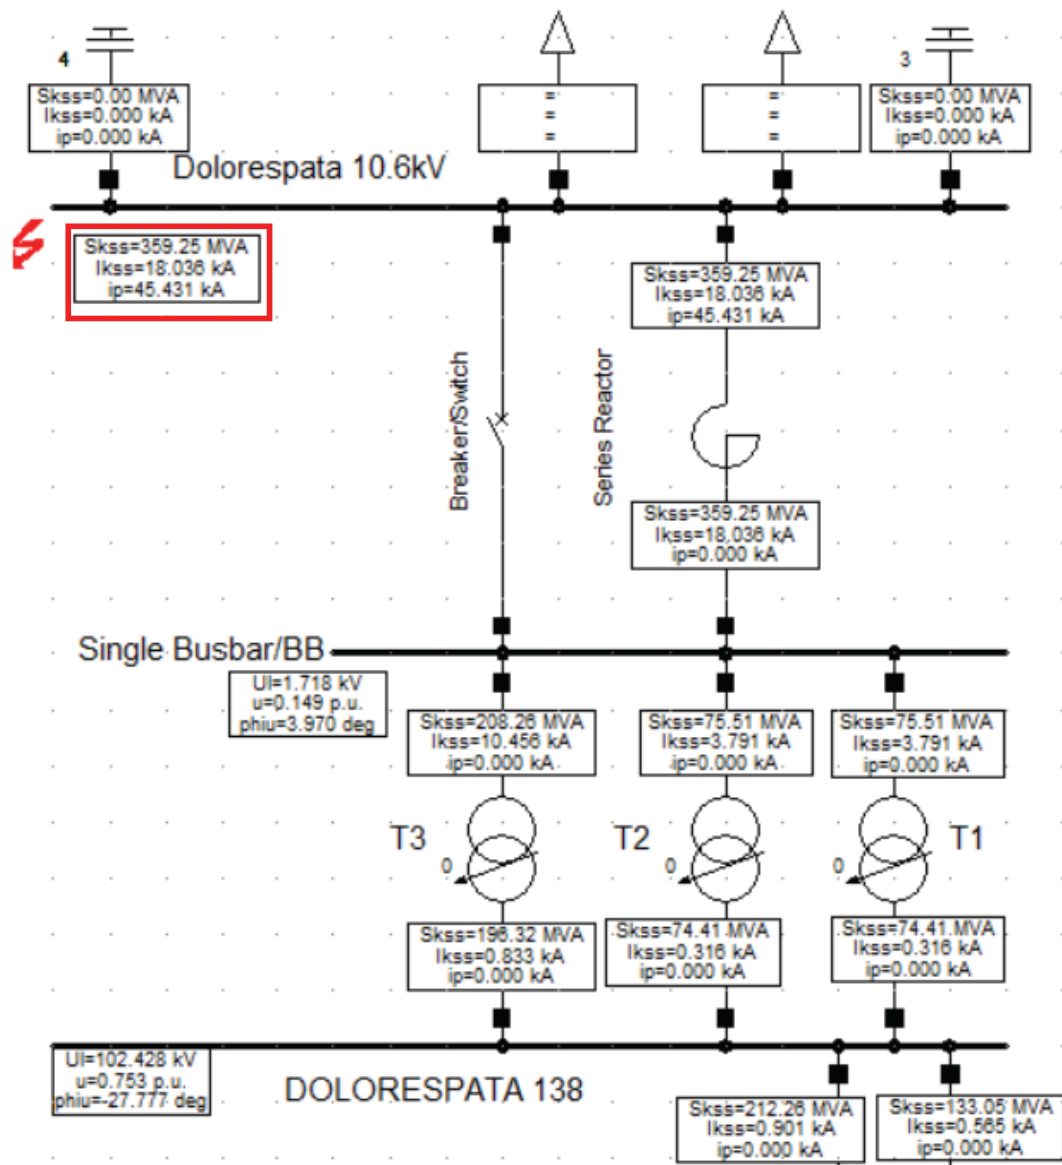 4
3
Skss=0.00 MVA
Ikss=0.000 kA
ip=0.000 kA
=
=
=
=
=
=
Skss=0.00 MVA
Ikss=0.000 kA
ip=0.000 kA
Dolorespata 10.6kV
Skss=359.25 MVA
Ikss=18.036 kA
ip=45.431 kA
Skss=359.25 MVA
Ikss=18.036 kA
ip=45.431 kA
Breaker/Switch
Series Reactor
Skss=359.25 MVA
Ikss=18.036 kA
ip=0.000 kA
Single Busbar/BB
Ul=1.718 kV
u=0.149 p.u.
phiu=3.970 deg
Skss=208.26 MVA
Ikss=10.456 kA
ip=0.000 kA
Skss=75.51 MVA
Ikss=3.791 kA
ip=0.000 kA
Skss=75.51 MVA
Ikss=3.791 kA
ip=0.000 kA
T3
0
T2
0
T1
0
Skss=196.32 MVA
Ikss=0.833 kA
ip=0.000 kA
Skss=74.41 MVA
Ikss=0.316 kA
ip=0.000 kA
Skss=74.41 MVA
Ikss=0.316 kA
ip=0.000 kA
Ul=102.428 kV
u=0.753 p.u.
phiu=-27.777 deg
DOLORESPATA 138
Skss=212.26 MVA
Ikss=0.901 kA
ip=0.000 kA
Skss=133.05 MVA
Ikss=0.565 kA
ip=0.000 kA